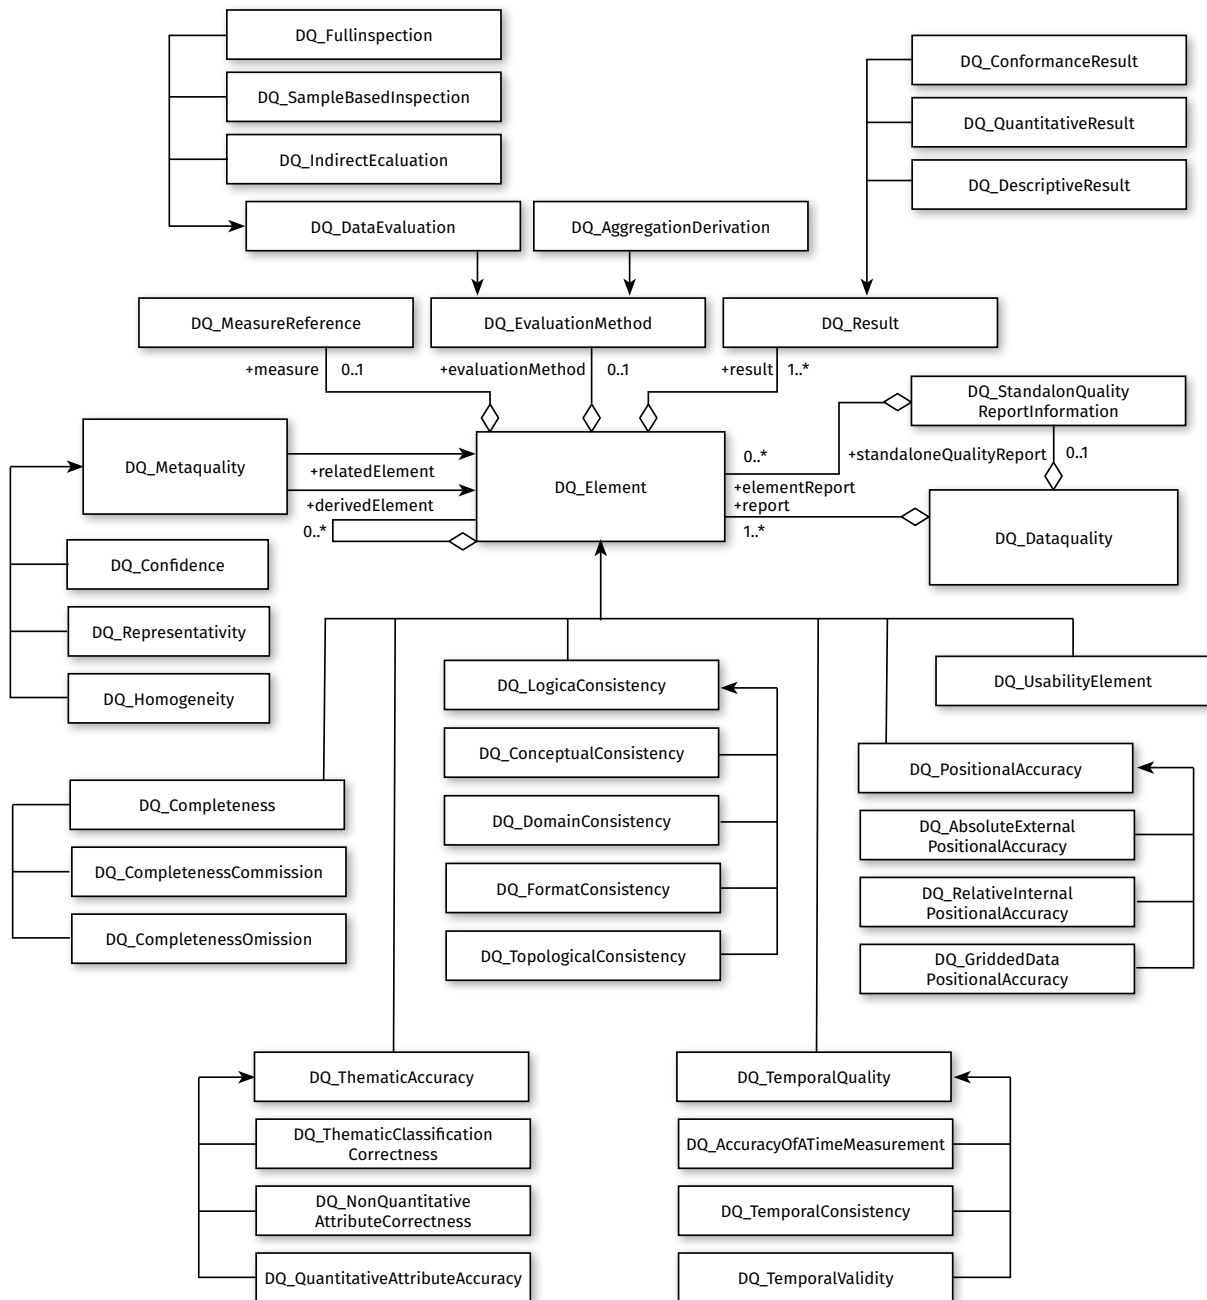 DQ_Fullinspection
DQ_SampleBasedInspection
DQ_IndirectEcaluation
DQ_DataEvaluation
DQ_AggregationDerivation
DQ_ConformanceResult
DQ_QuantitativeResult
DQ_DescriptiveResult
DQ_MeasureReference
DQ_EvaluationMethod
DQ_Result
+measure
0..1
+evaluationMethod
0..1
+result
1..*
DQ_StandalonQuality
ReportInformation
DQ_Metaquality
+relatedElement
+derivedElement
0..*
DQ_Element
0..*
+elementReport
+report
1..*
+standaloneQualityReport
0..1
DQ_Dataquality
DQ_Confidence
DQ_Representativity
DQ_Homogeneity
DQ_Completeness
DQ_CompletenessCommission
DQ_CompletenessOmission
DQ_LogicaConsistency
DQ_ConceptualConsistency
DQ_DomainConsistency
DQ_FormatConsistency
DQ_TopologicalConsistency
DQ_UsabilityElement
DQ_PositionalAccuracy
DQ_AbsoluteExternal
PositionalAccuracy
DQ_RelativeInternal
PositionalAccuracy
DQ_GriddedData
PositionalAccuracy
DQ_ThematicAccuracy
DQ_ThematicClassification
Correctness
DQ_NonQuantitative
AttributeCorrectness
DQ_QuantitativeAttributeAccuracy
DQ_TemporalQuality
DQ_AccuracyOfATimeMeasurement
DQ_TemporalConsistency
DQ_TemporalValidity